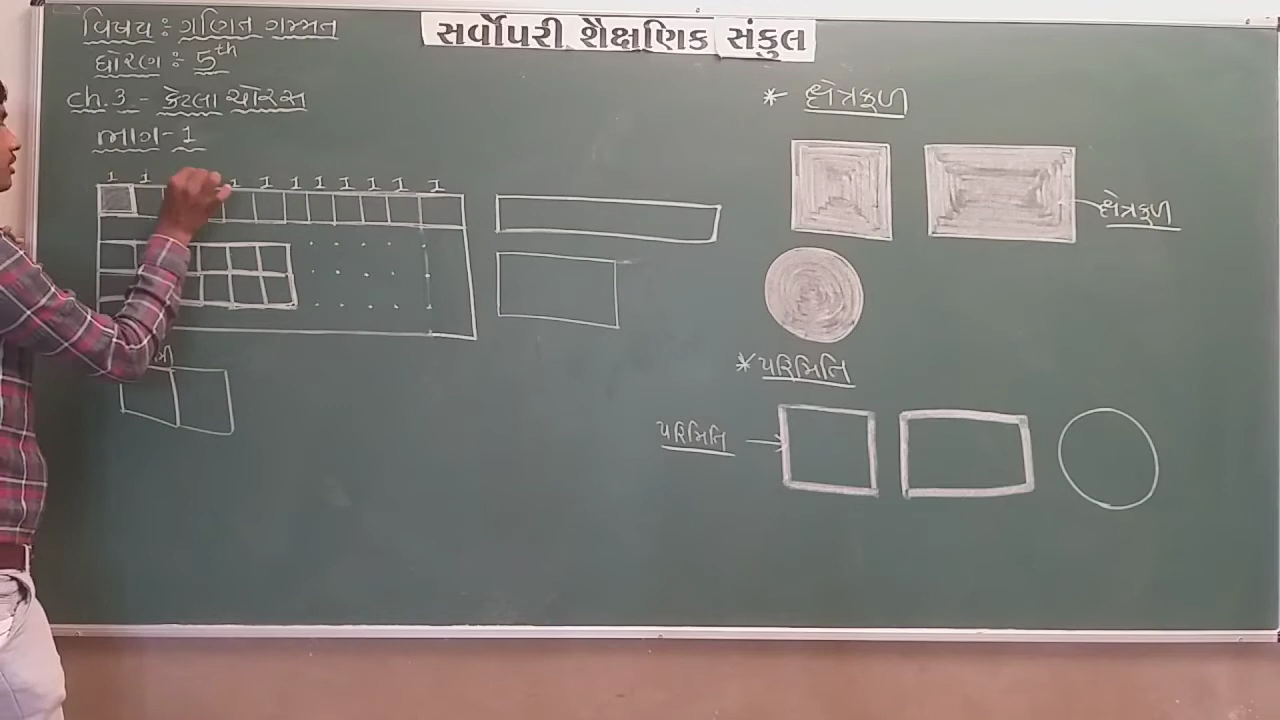 સર્વોપરી શૈક્ષણિક સંકુલ
વિષય : ગણિત ગમ્મત
ધોરણ : 5th
ch.3 - કેટલા ચોરસ
ભાગ-1
1 1 1 1 1 1 1 1 1 1
* ક્ષેત્રફળ
ક્ષેત્રફળ
* પરિમિતિ
પરિમિતિ